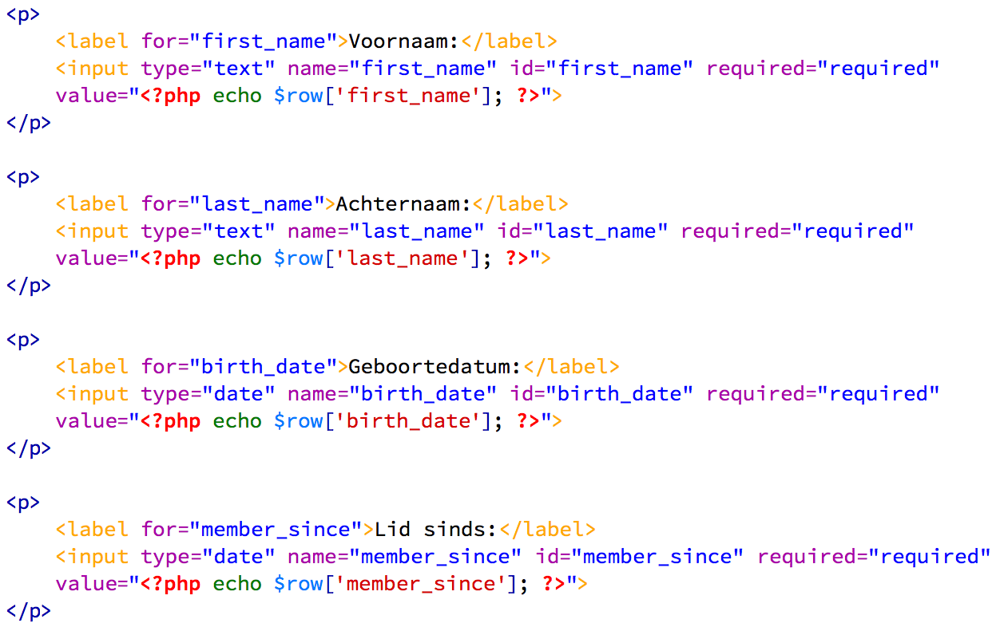 <p>
<label for="first_name">Voornaam:</label>
<input type="text" name="first_name" id="first_name" required="required"
value="<?php echo $row['first_name']; ?>">
</p>
<p>
<label for="last_name">Achternaam:</label>
<input type="text" name="last_name" id="last_name" required="required"
value="<?php echo $row['last_name']; ?>">
</p>
<p>
<label for="birth_date">Geboortedatum:</label>
<input type="date" name="birth_date" id="birth_date" required="required"
value="<?php echo $row['birth_date']; ?>">
</p>
<p>
<label for="member_since">Lid sinds:</label>
<input type="date" name="member_since" id="member_since" required="required"
value="<?php echo $row['member_since']; ?>">
</p>